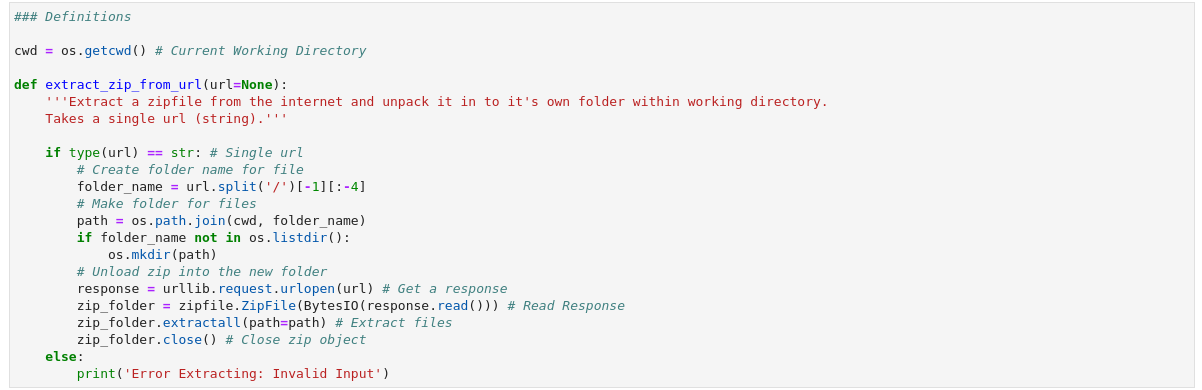 ### Definitions

cwd = os.getcwd() # Current Working Directory

def extract_zip_from_url(url=None):
    '''Extract a zipfile from the internet and unpack it in to it's own folder within working directory.
    Takes a single url (string).'''

    if type(url) == str: # Single url
        # Create folder name for file
        folder_name = url.split('/')[-1][:-4]
        # Make folder for files
        path = os.path.join(cwd, folder_name)
        if folder_name not in os.listdir():
            os.mkdir(path)
        # Unload zip into the new folder
        response = urllib.request.urlopen(url) # Get a response
        zip_folder = zipfile.ZipFile(BytesIO(response.read())) # Read Response
        zip_folder.extractall(path=path) # Extract files
        zip_folder.close() # Close zip object
    else:
        print('Error Extracting: Invalid Input')